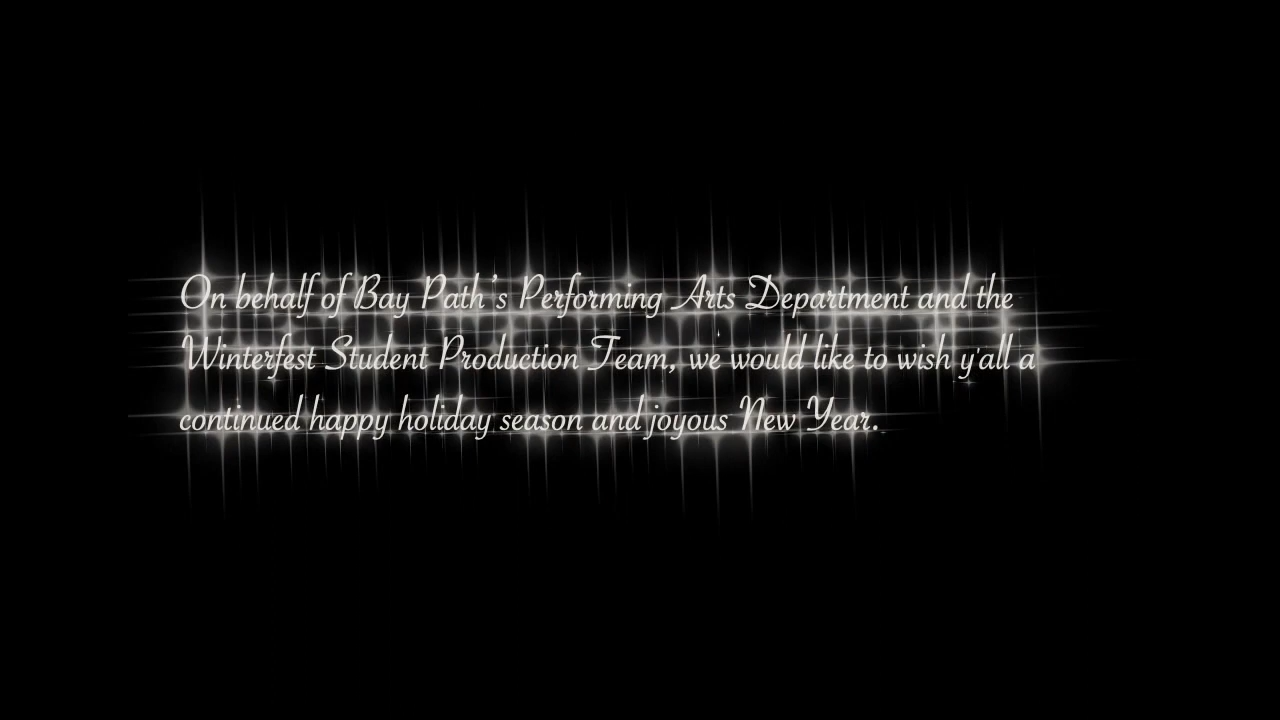 On behalf of Bay Path's Performing Arts Department and the
Winterfest Student Production Team, we would like to wish y'all a
continued happy holiday season and joyous New Year.